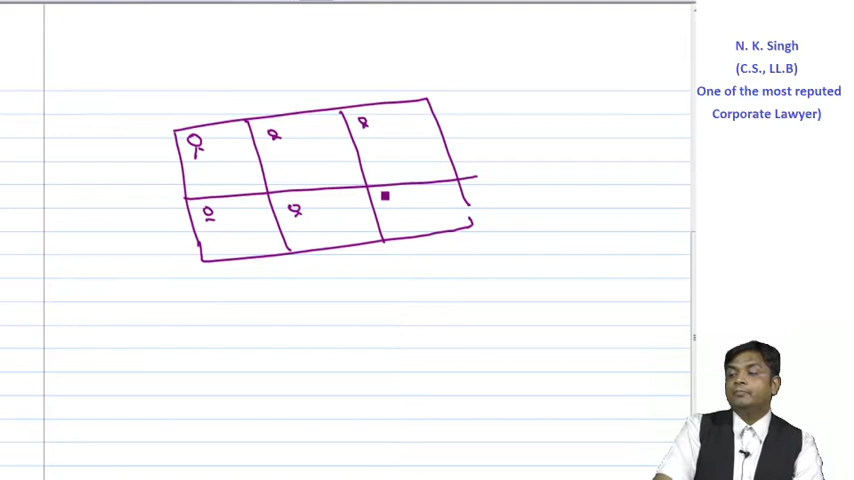 N. K. Singh
(C.S., LL.B)
One of the most reputed
Corporate Lawyer)